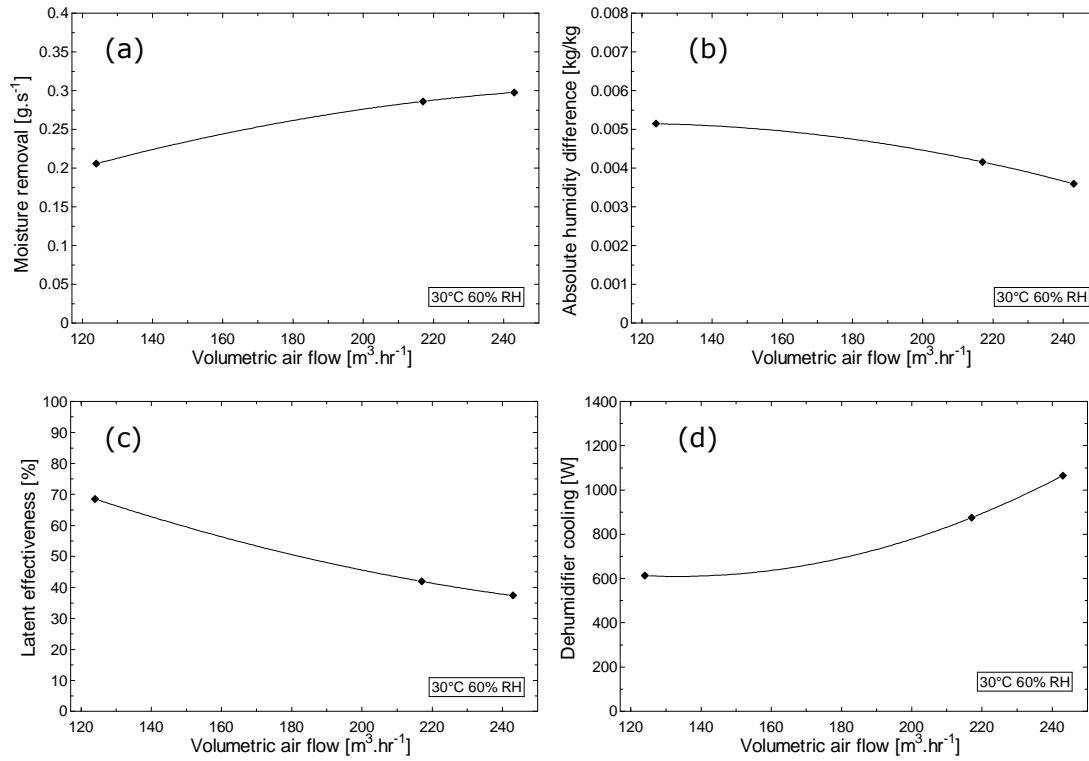 (a)
Moisture removal [g.s⁻¹]
0.4
0.35
0.3
0.25
0.2
0.15
0.1
0.05
0
30°C 60% RH
120 140 160 180 200 220 240
Volumetric air flow [m³.hr⁻¹]
(b)
Absolute humidity difference [kg/kg]
0.008
0.007
0.006
0.005
0.004
0.003
0.002
0.001
0
30°C 60% RH
120 140 160 180 200 220 240
Volumetric air flow [m³.hr⁻¹]
(c)
Latent effectiveness [%]
100
90
80
70
60
50
40
30
20
10
0
30°C 60% RH
120 140 160 180 200 220 240
Volumetric air flow [m³.hr⁻¹]
(d)
Dehumidifier cooling [W]
1400
1200
1000
800
600
400
200
0
30°C 60% RH
120 140 160 180 200 220 240
Volumetric air flow [m³.hr⁻¹]